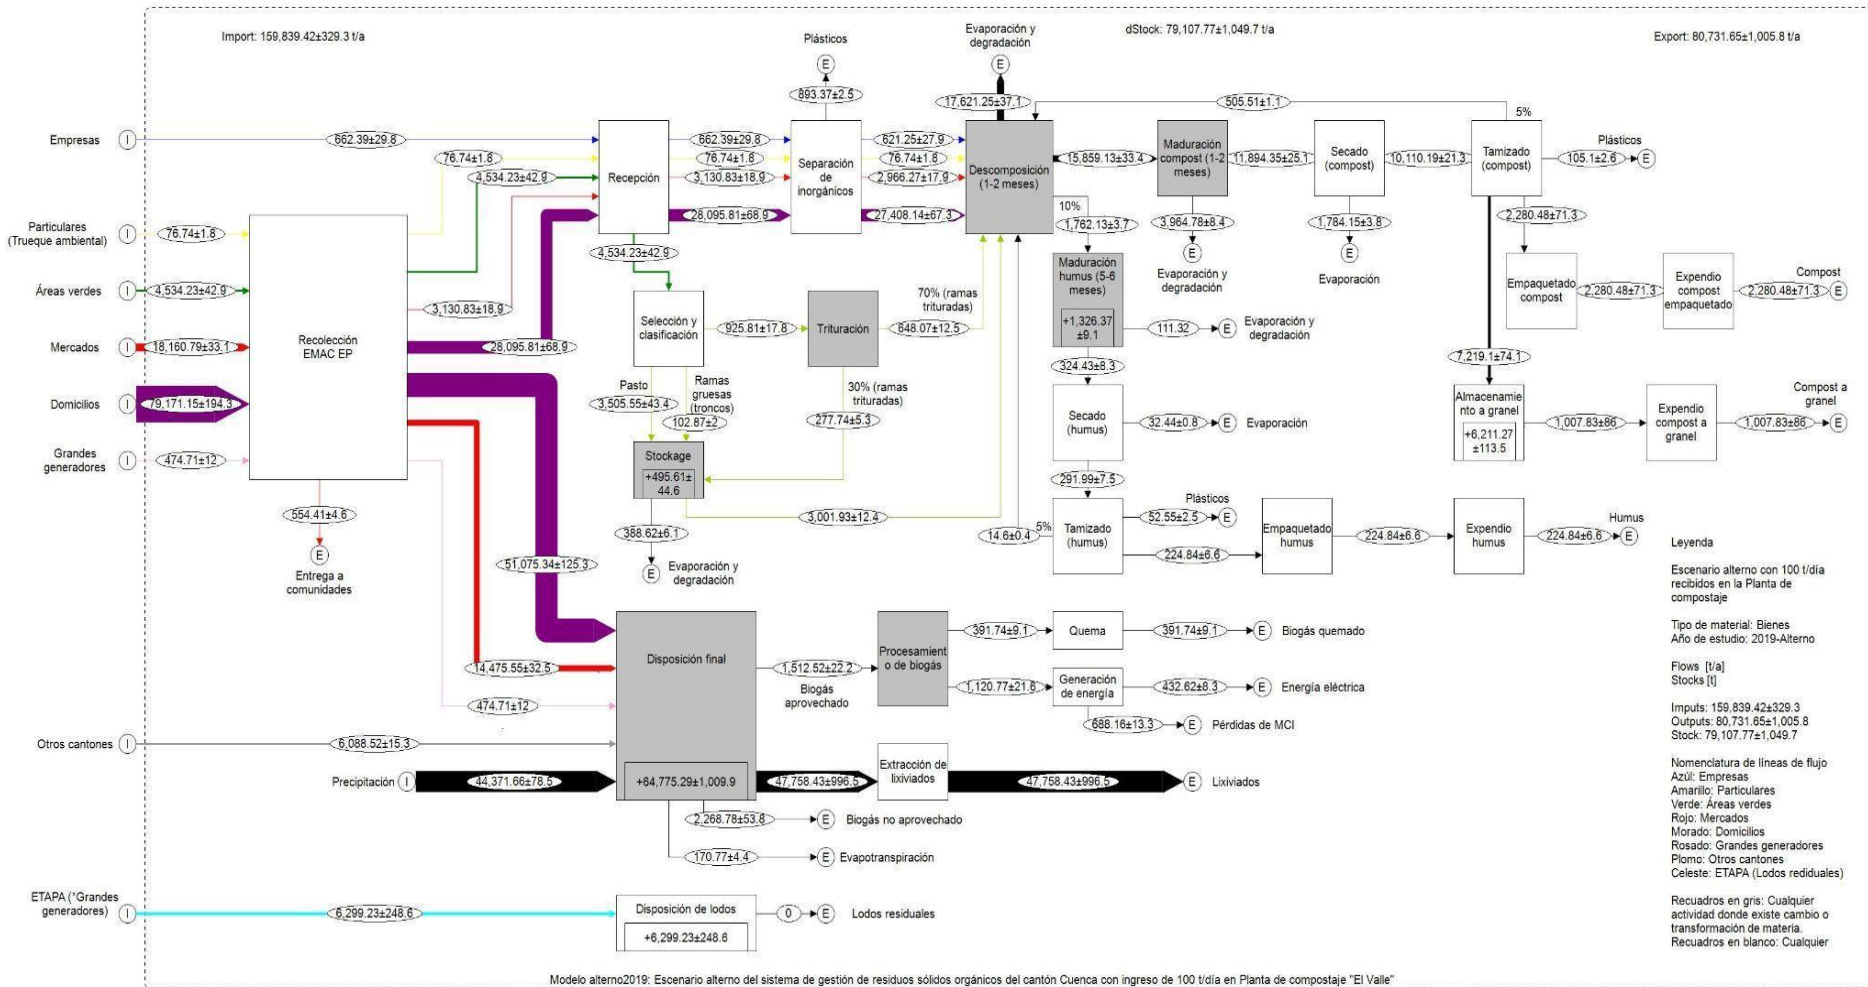 Import: 159,839.42±329.3 t/a
dStock: 79,107.77±1,049.7 t/a
Export: 80,731.65±1,005.8 t/a
Plásticos
E
893.37±2.5
Evaporación y
degradación
E
17,621.25±37.1
505.51±1.1
5%
Empresas
I
662.39±29.8
Recepción
662.39±29.8
76.74±1.8
3,130.83±18.9
28,095.81±68.9
Separación
de
inorgánicos
621.25±27.9
76.74±1.8
2,966.27±17.9
27,408.14±67.3
Descomposición
(1-2 meses)
15,859.13±33.4
Maduración
compost (1-2
meses)
11,894.35±25.1
Secado
(compost)
10,110.19±21.3
Tamizado
(compost)
105.1±2.6
E
Plásticos
76.74±1.8
4,534.23±42.9
3,130.83±18.9
28,095.81±68.9
Particulares
(Trueque ambiental)
I
76.74±1.8
Áreas verdes
I
4,534.23±42.9
Mercados
I
18,160.79±33.1
Domicilios
I
79,171.15±194.3
Grandes
generadores
I
474.71±12
Recolección
EMAC EP
554.41±4.6
E
Entrega a
comunidades
4,534.23±42.9
Selección y
clasificación
925.81±17.8
Trituración
70% (ramas
trituradas)
648.07±12.5
30% (ramas
trituradas)
277.74±5.3
Pasto
3,505.55±43.4
Ramas
gruesas
(troncos)
102.87±2
Stockage
+495.61±
44.6
388.62±6.1
E
Evaporación y
degradación
3,001.93±12.4
10%
1,762.13±3.7
Maduración
humus (5-6
meses)
+1,326.37
±9.1
111.32
E
Evaporación y
degradación
3,964.78±8.4
E
Evaporación y
degradación
1,784.15±3.8
E
Evaporación
2,280.48±71.3
Empaquetado
compost
2,280.48±71.3
Expendio
compost
empaquetado
Compost
2,280.48±71.3
E
7,219.1±74.1
Almacenamie
nto a granel
+6,211.27
±113.5
1,007.83±86
Expendio
compost a
granel
Compost a
granel
1,007.83±86
E
324.43±8.3
Secado
(humus)
32.44±0.8
E
Evaporación
291.99±7.5
Tamizado
(humus)
5%
14.6±0.4
Plásticos
52.55±2.5
E
224.84±6.6
Empaquetado
humus
224.84±6.6
Expendio
humus
224.84±6.6
Humus
E
51,075.34±125.3
14,475.55±32.5
474.71±12
Otros cantones
I
6,088.52±15.3
Precipitación
I
44,371.66±78.5
Disposición final
+64,775.29±1,009.9
1,512.52±22.2
Biogás
aprovechado
Procesamient
o de biogás
391.74±9.1
Quema
391.74±9.1
E
Biogás quemado
1,120.77±21.6
Generación
de energía
432.62±8.3
E
Energía eléctrica
688.16±13.3
E
Pérdidas de MCI
47,758.43±996.5
Extracción de
lixiviados
47,758.43±996.5
E
Lixiviados
2,268.78±53.8
E
Biogás no aprovechado
170.77±4.4
E
Evapotranspiración
ETAPA (*Grandes
generadores)
I
6,299.23±248.6
Disposición de lodos
+6,299.23±248.6
0
E
Lodos residuales
Leyenda
Escenario alterno con 100 t/día
recibidos en la Planta de
compostaje
Tipo de material: Bienes
Año de estudio: 2019-Alterno
Flows [t/a]
Stocks [t]
Imputs: 159,839.42±329.3
Outputs: 80,731.65±1,005.8
Stock: 79,107.77±1,049.7
Nomenclatura de líneas de flujo
Azúl: Empresas
Amarillo: Particulares
Verde: Áreas verdes
Rojo: Mercados
Morado: Domicilios
Rosado: Grandes generadores
Plomo: Otros cantones
Celeste: ETAPA (Lodos rediduales)
Recuadros en gris: Cualquier
actividad donde existe cambio o
transformación de materia.
Recuadros en blanco: Cualquier
Modelo alterno2019: Escenario alterno del sistema de gestión de residuos sólidos orgánicos del cantón Cuenca con ingreso de 100 t/día en Planta de compostaje "El Valle"